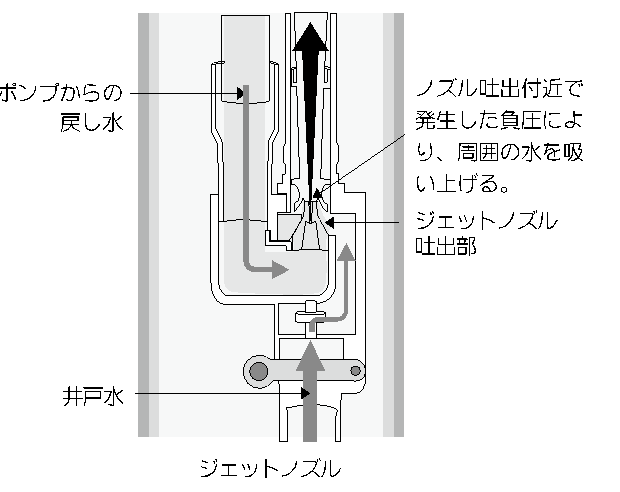 ポンプからの
戻し水
ノズル吐出付近で
発生した負圧によ
り、周囲の水を吸
い上げる。
ジェットノズル
吐出部
井戸水
ジェットノズル